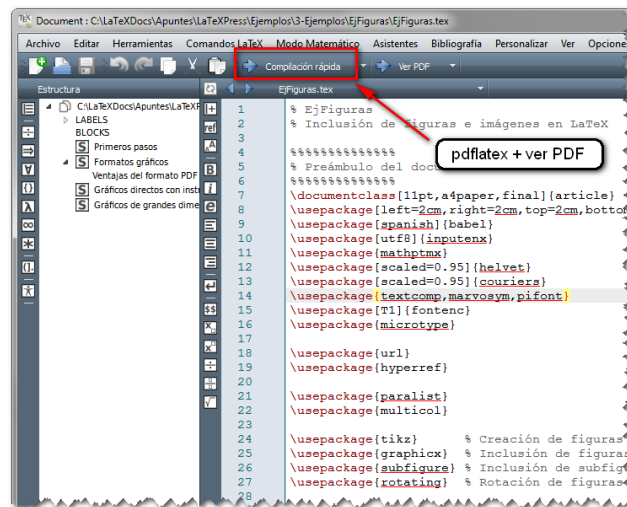 Document : C:\LaTeXDocs\Apuntes\LaTeXPress\Ejemplos\3-Ejemplos\EjFiguras\EjFiguras.tex
Archivo Editar Herramientas Comandos LaTeX Modo Matemático Asistentes Bibliografía Personalizar Ver Opcione
Compilación rápida Ver PDF
Estructura EjFiguras.tex
C:\LaTeXDocs\Apuntes\LaTeXF
LABELS
BLOCKS
Primeros pasos
Formatos gráficos
Ventajas del formato PDF
Gráficos directos con inst
Gráficos de grandes dime
pdflatex + ver PDF
1 % EjFiguras
2 % Inclusión de figuras e imágenes en LaTeX
3
4 %%%%%%%%%%%%%%
5 % Preámbulo del doc
6 %%%%%%%%%%%%%%
7 \documentclass[11pt,a4paper,final]{article}
8 \usepackage[left=2cm,right=2cm,top=2cm,botto
9 \usepackage[spanish]{babel}
10 \usepackage[utf8]{inputenx}
11 \usepackage{mathptmx}
12 \usepackage[scaled=0.95]{helvet}
13 \usepackage[scaled=0.95]{couriers}
14 \usepackage{textcomp,marvosym,pifont}
15 \usepackage[T1]{fontenc}
16 \usepackage{microtype}
17
18 \usepackage{url}
19 \usepackage{hyperref}
20
21 \usepackage{paralist}
22 \usepackage{multicol}
23
24 \usepackage{tikz} % Creación de figuras
25 \usepackage{graphicx} % Inclusión de figuras
26 \usepackage{subfigure} % Inclusión de subfig
27 \usepackage{rotating} % Rotación de figuras
28